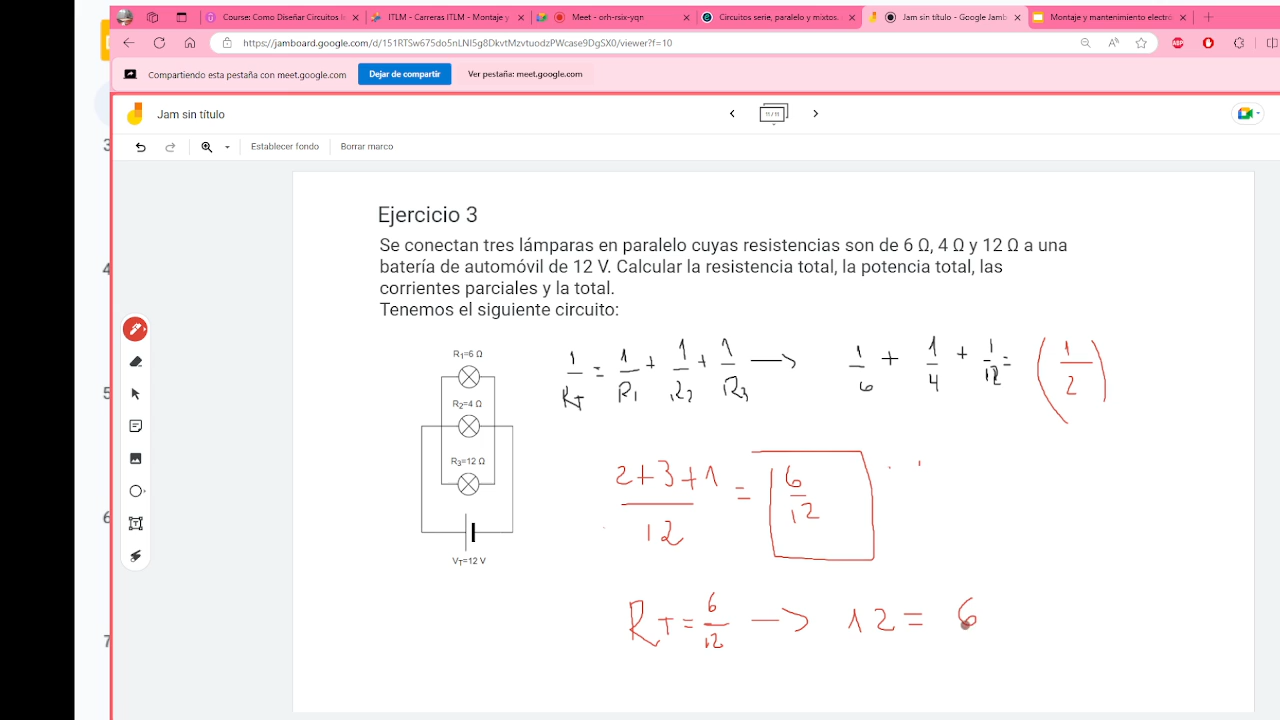 Course: Como Diseñar Circuitos l
ITLM - Carreras ITLM - Montaje y
Meet - orh-rsix-yqn
Circuitos serie, paralelo y mixtos.
Jam sin título - Google Jamb
Montaje y mantenimiento electró
https://jamboard.google.com/d/151RTSw675do5nLNI5g8DkvtMzvtuodzPWcase9DgSX0/viewer?f=10
Compartiendo esta pestaña con meet.google.com
Dejar de compartir
Ver pestaña: meet.google.com
Jam sin título
11 / 11
Establecer fondo
Borrar marco
3
4
5
6
7
Ejercicio 3
Se conectan tres lámparas en paralelo cuyas resistencias son de 6 Ω, 4 Ω y 12 Ω a una
batería de automóvil de 12 V. Calcular la resistencia total, la potencia total, las
corrientes parciales y la total.
Tenemos el siguiente circuito:
R1=6 Ω
R2=4 Ω
R3=12 Ω
VT=12 V
1/RT = 1/R1 + 1/R2 + 1/R3 → 1/6 + 1/4 + 1/12 = (1/2)
2+3+1/12 = 6/12
RT = 6/12 → 12 = 6